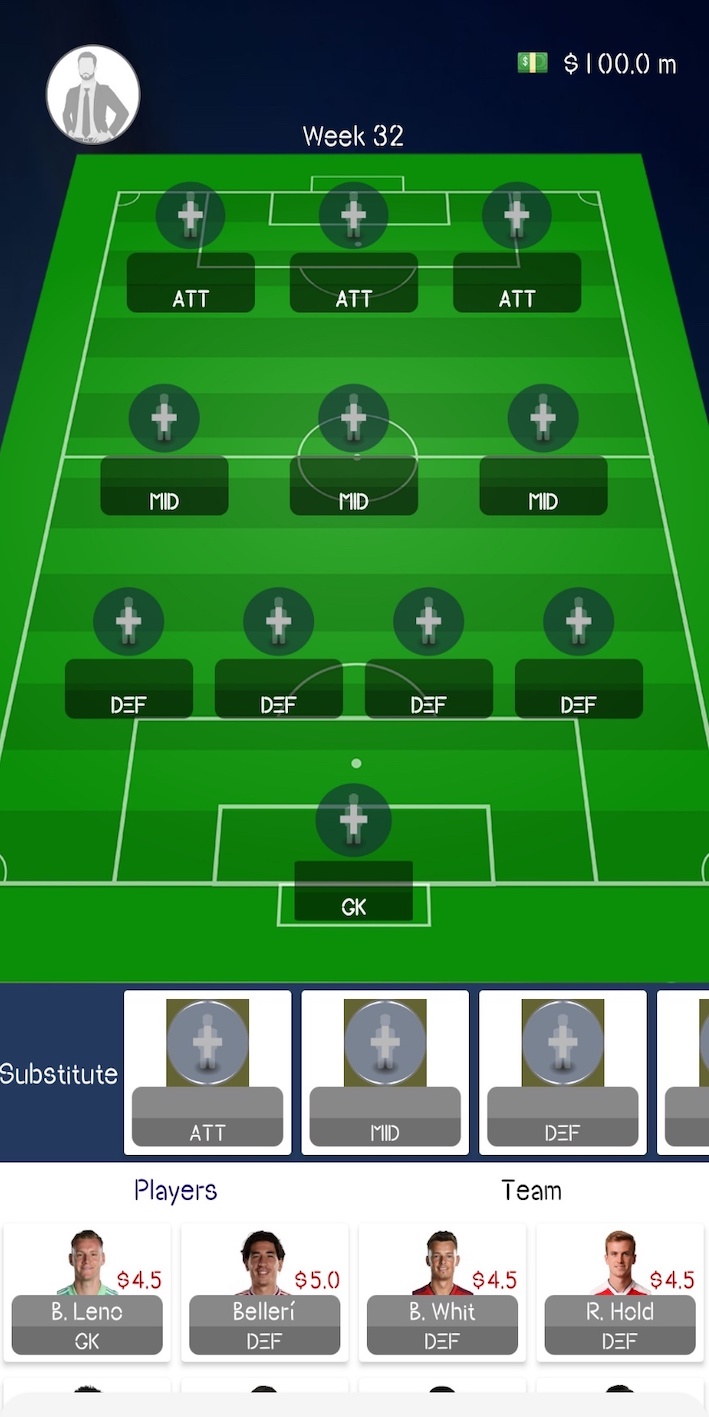 $100.0 m
Week 32
ATT ATT ATT
MID MID MID
DEF DEF DEF DEF
GK
Substitute
ATT MID DEF
Players Team
$4.5 $5.0 $4.5 $4.5
B. Leno Bellerí B. Whit R. Hold
GK DEF DEF DEF